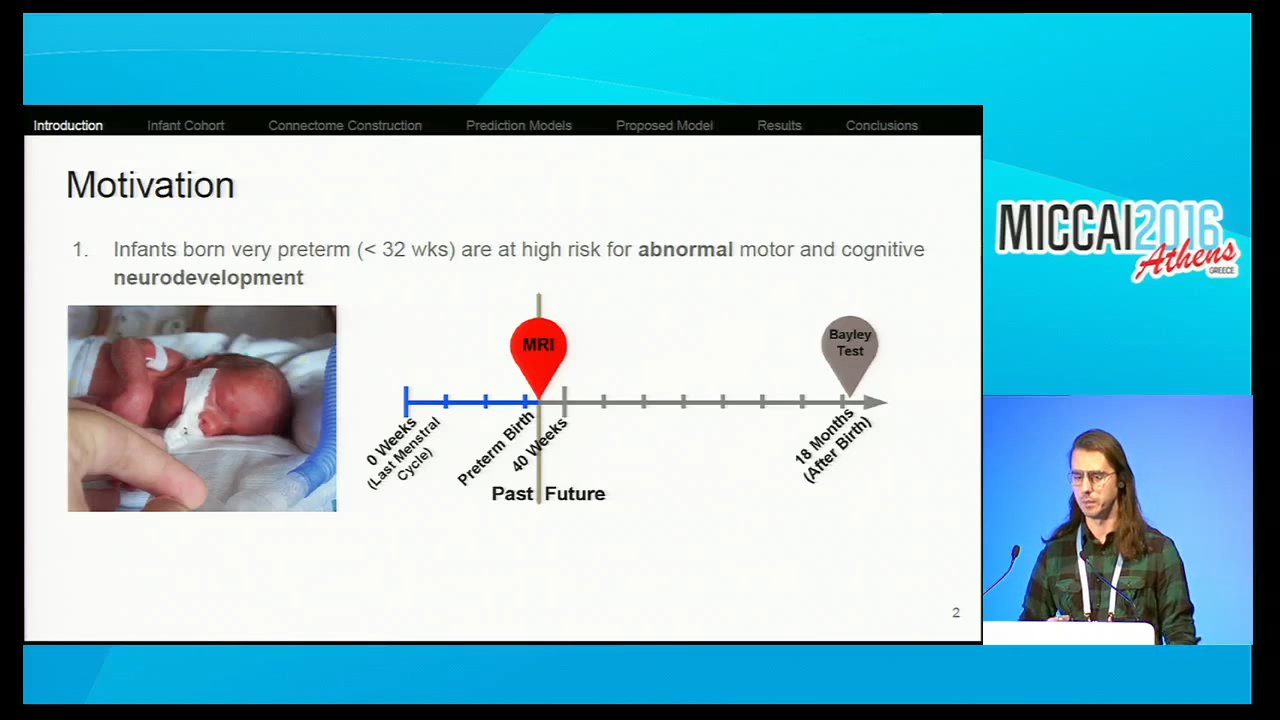 Introduction Infant Cohort Connectome Construction Prediction Models Proposed Model Results Conclusions
Motivation
1. Infants born very preterm (< 32 wks) are at high risk for abnormal motor and cognitive
neurodevelopment
MRI
Bayley
Test
0 Weeks
(Last Menstral
Cycle)
Preterm Birth
40 Weeks
18 Months
(After Birth)
Past Future
2
MICCAI2016
Athens
GREECE